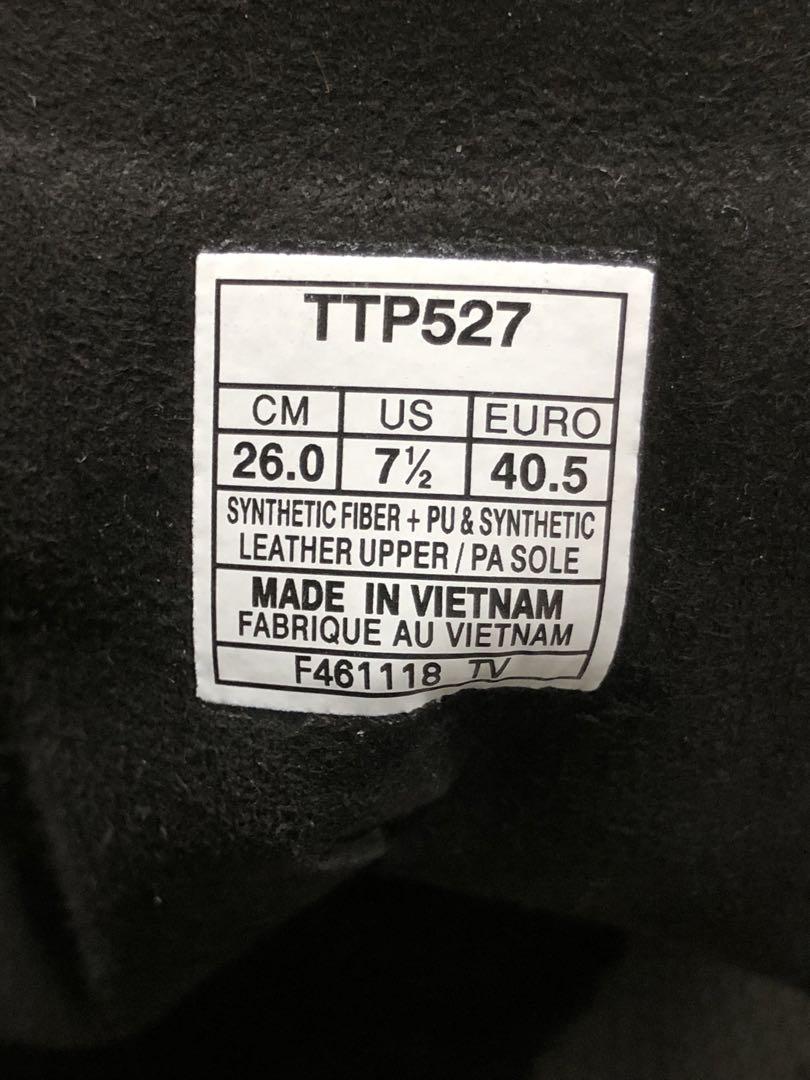 TTP527
CM US EURO
26.0 7½ 40.5
SYNTHETIC FIBER + PU & SYNTHETIC
LEATHER UPPER / PA SOLE
MADE IN VIETNAM
FABRIQUE AU VIETNAM
F461118 TV